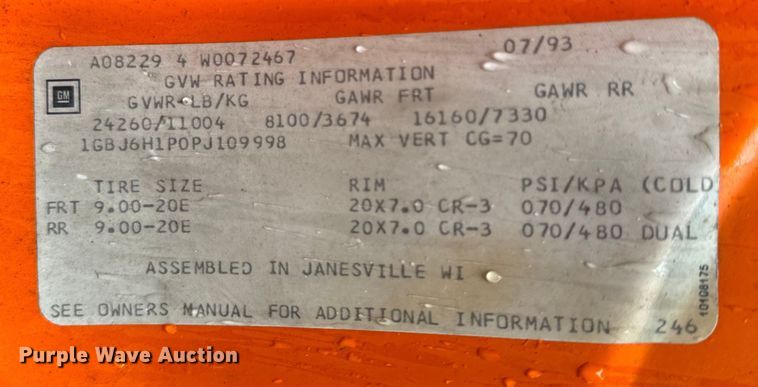 A08229 4 W0072467 07/93
GVW RATING INFORMATION
GM
GVWR-LB/KG GAWR FRT GAWR RR
24260/11004 8100/3674 16160/7330
1GBJ6H1P0PJ109998 MAX VERT CG=70
TIRE SIZE RIM PSI/KPA (COLD
FRT 9.00-20E 20X7.0 CR-3 070/480
RR 9.00-20E 20X7.0 CR-3 070/480 DUAL
ASSEMBLED IN JANESVILLE WI
SEE OWNERS MANUAL FOR ADDITIONAL INFORMATION 246
10108175
Purple Wave Auction